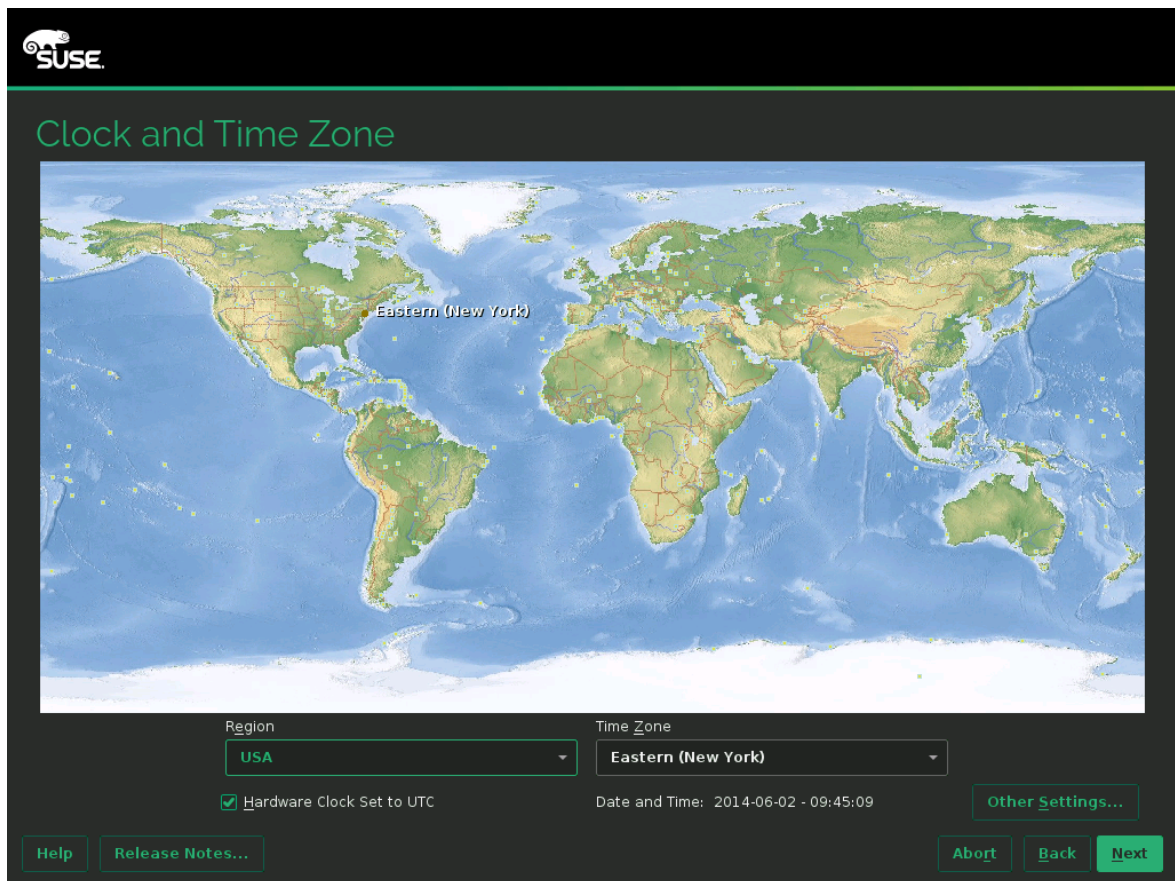 SUSE.
Clock and Time Zone
Eastern (New York)
Region
Time Zone
USA
Eastern (New York)
Hardware Clock Set to UTC
Date and Time: 2014-06-02 - 09:45:09
Other Settings...
Help
Release Notes...
Abort
Back
Next